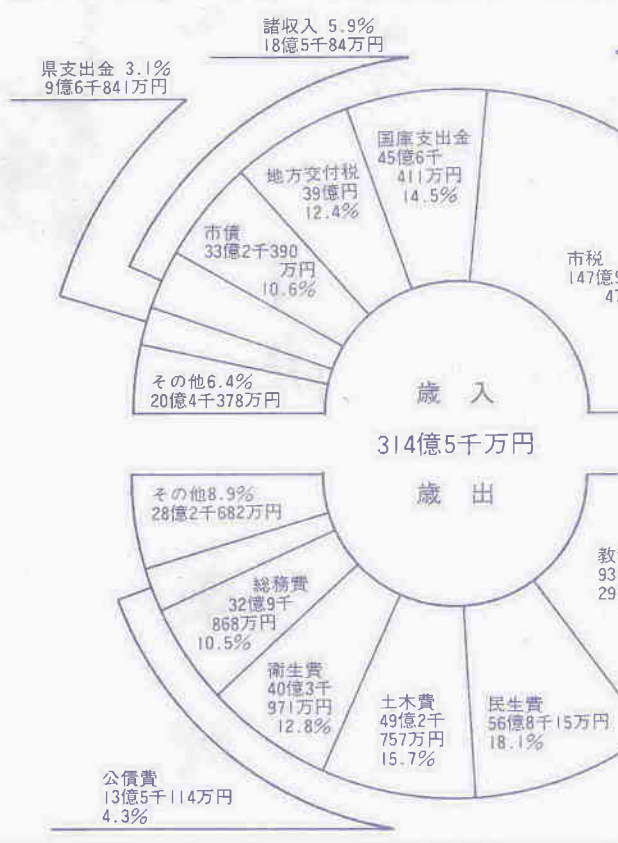 諸収入 5.9%
18億5千84万円
県支出金 3.1%
9億6千841万円
国庫支出金
45億6千
411万円
14.5%
地方交付税
39億円
12.4%
市債
33億2千390
万円
10.6%
市税
147億9
47
その他6.4%
20億4千378万円
歳 入
314億5千万円
歳 出
その他8.9%
28億2千682万円
総務費
32億9千
868万円
10.5%
衛生費
40億3千
971万円
12.8%
土木費
49億2千
757万円
15.7%
民生費
56億8千15万円
18.1%
教
93
29
公債費
13億5千114万円
4.3%